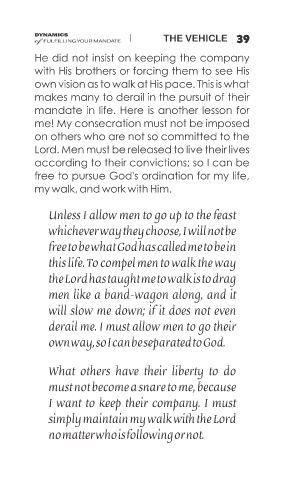 DYNAMICS
of FULFILLING YOUR MANDATE | THE VEHICLE 39
He did not insist on keeping the company
with His brothers or forcing them to see His
own vision as to walk at His pace. This is what
makes many to derail in the pursuit of their
mandate in life. Here is another lesson for
me! My consecration must not be imposed
on others who are not so committed to the
Lord. Men must be released to live their lives
according to their convictions; so I can be
free to pursue God's ordination for my life,
my walk, and work with Him.
Unless I allow men to go up to the feast
whichever way they choose, I will not be
free to be what God has called me to be in
this life. To compel men to walk the way
the Lord has taught me to walk is to drag
men like a band-wagon along, and it
will slow me down; if it does not even
derail me. I must allow men to go their
own way, so I can be separated to God.
What others have their liberty to do
must not become a snare to me, because
I want to keep their company. I must
simply maintain my walk with the Lord
no matter who is following or not.